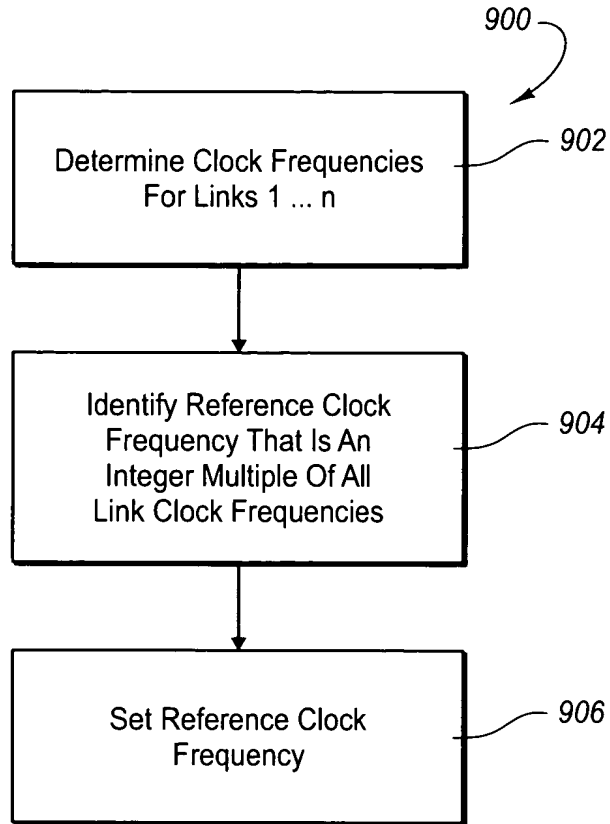 900
Determine Clock Frequencies
For Links 1 ... n
902
Identify Reference Clock
Frequency That Is An
Integer Multiple Of All
Link Clock Frequencies
904
Set Reference Clock
Frequency
906